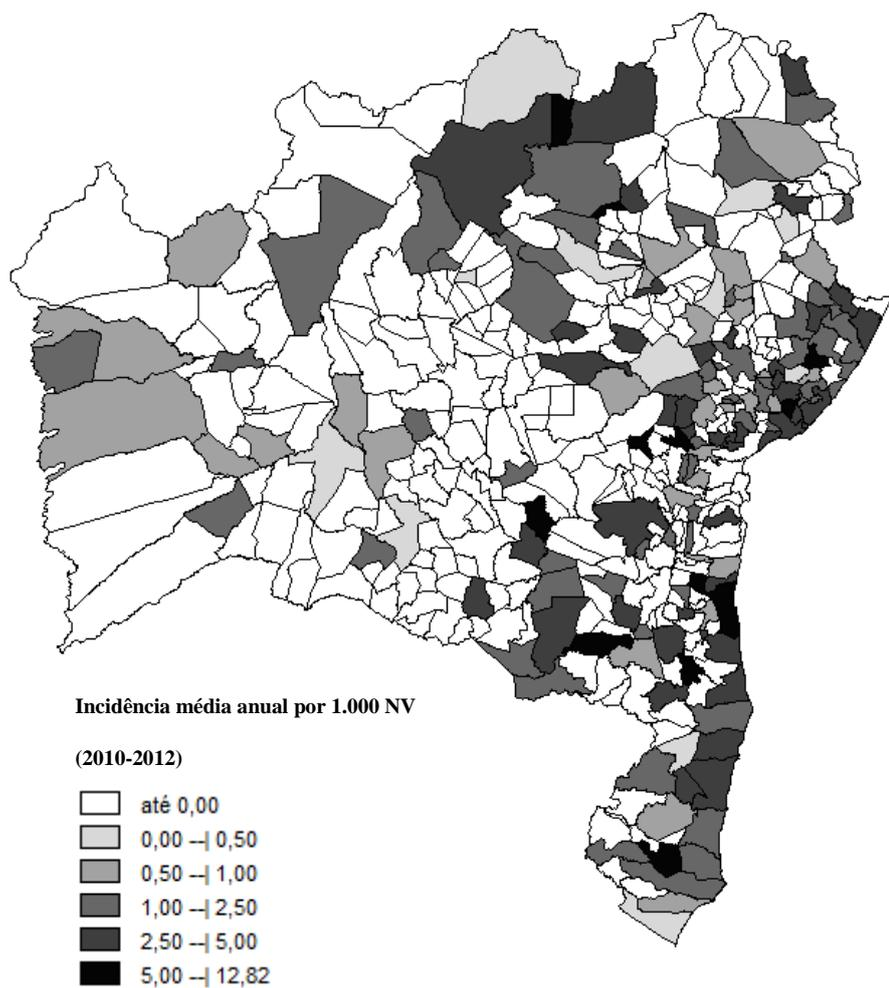 Incidência média anual por 1.000 NV
(2010-2012)
até 0,00
0,00 --| 0,50
0,50 --| 1,00
1,00 --| 2,50
2,50 --| 5,00
5,00 --| 12,82